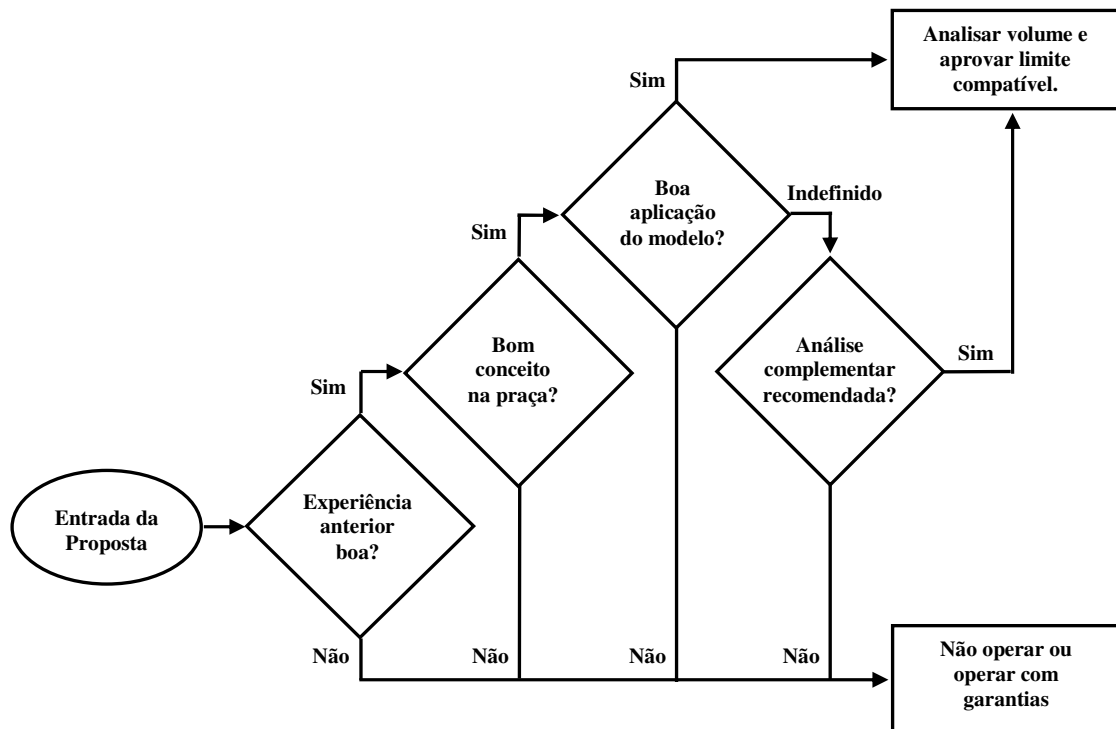 Analisar volume e
aprovar limite
compatível.
Sim
Boa
aplicação
do modelo?
Indefinido
Sim
Bom
conceito
na praça?
Análise
complementar
recomendada?
Sim
Sim
Entrada da
Proposta
Experiência
anterior
boa?
Não
Não
Não
Não
Não operar ou
operar com
garantias